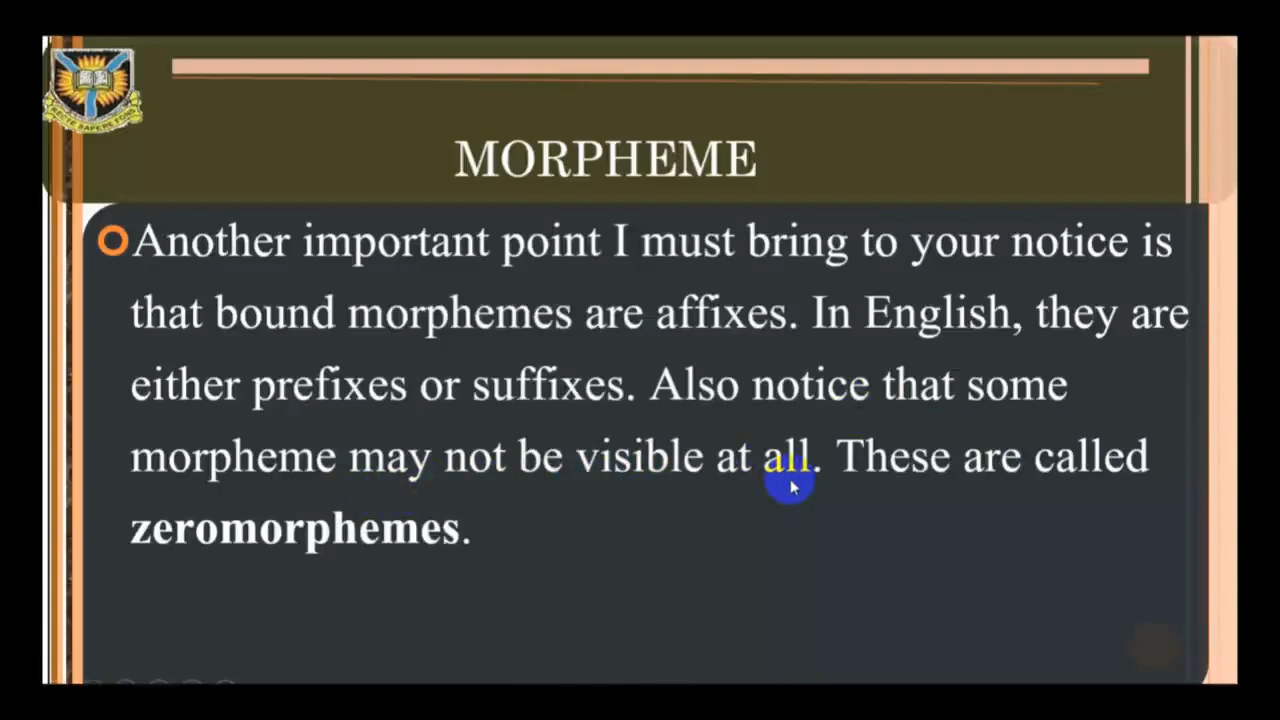 MORPHEME
Another important point I must bring to your notice is
that bound morphemes are affixes. In English, they are
either prefixes or suffixes. Also notice that some
morpheme may not be visible at all. These are called
zeromorphemes.